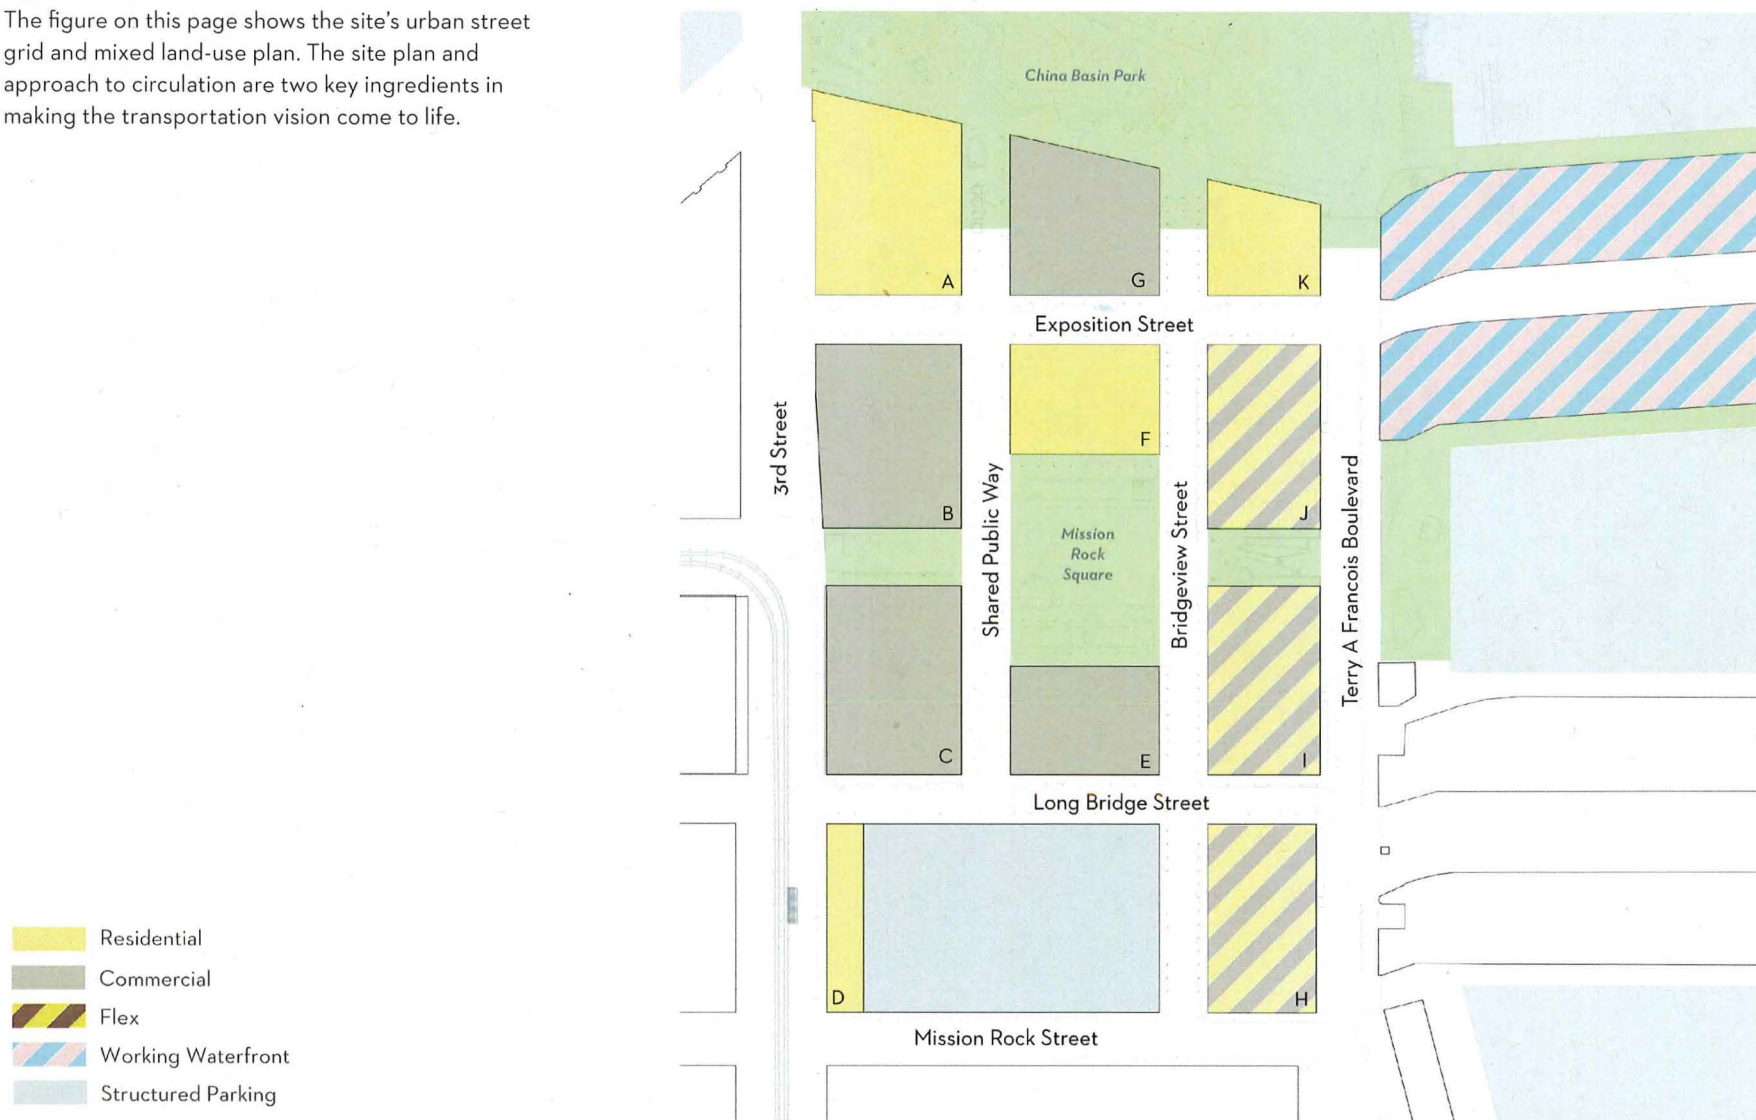 The figure on this page shows the site's urban street
grid and mixed land-use plan. The site plan and
approach to circulation are two key ingredients in
making the transportation vision come to life.
China Basin Park
A
G
K
Exposition Street
3rd Street
F
B
J
Shared Public Way
Mission
Rock
Square
Bridgeview Street
Terry A Francois Boulevard
C
E
I
Long Bridge Street
D
H
Mission Rock Street
Residential
Commercial
Flex
Working Waterfront
Structured Parking